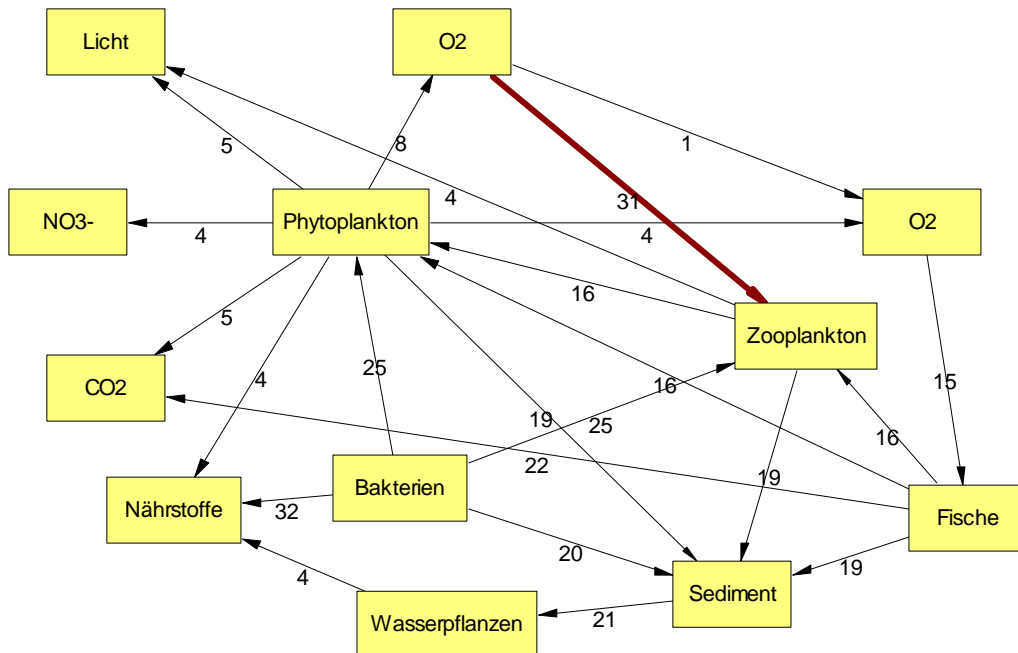 Licht
O2
5
8
1
NO3-
4
Phytoplankton
4
31
4
O2
16
Zooplankton
5
CO2
4
25
16
15
19
25
16
22
Nährstoffe
32
Bakterien
19
Fische
20
19
4
Wasserpflanzen
21
Sediment